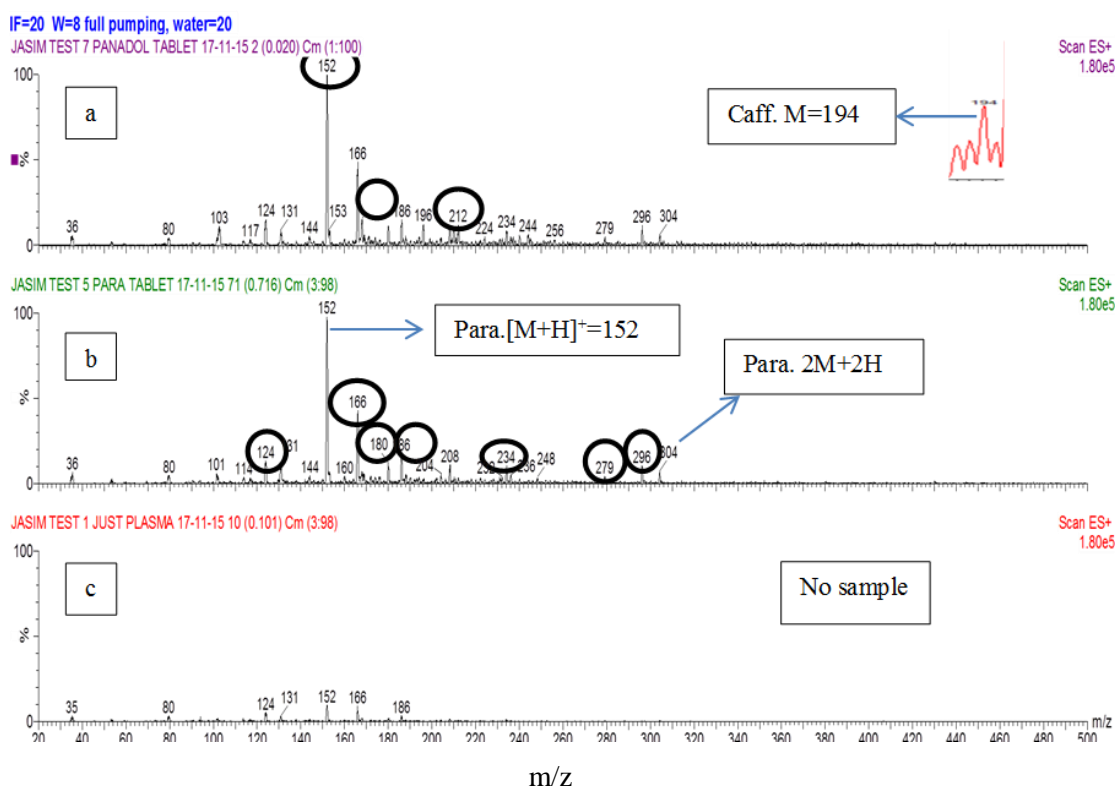 IF=20 W=8 full pumping, water=20
JASIM TEST 7 PANADOL TABLET 17-11-15 2 (0.020) Cm (1:100)
Scan ES+
1.80e5
100
%
0
a
152
Caff. M=194
194
166
36
80
103
117
124
131
144
153
186
196
212
224
234
244
256
279
296
304
JASIM TEST 5 PARA TABLET 17-11-15 71 (0.716) Cm (3:98)
Scan ES+
1.80e5
100
%
0
b
152
Para.[M+H]+=152
Para. 2M+2H
166
36
80
101
114
124
131
144
160
180
204
208
234
236
248
279
296
304
JASIM TEST 1 JUST PLASMA 17-11-15 10 (0.101) Cm (3:98)
Scan ES+
1.80e5
100
%
0
c
No sample
35
80
124
131
152
166
186
m/z
20 40 60 80 100 120 140 160 180 200 220 240 260 280 300 320 340 360 380 400 420 440 460 480 500
m/z